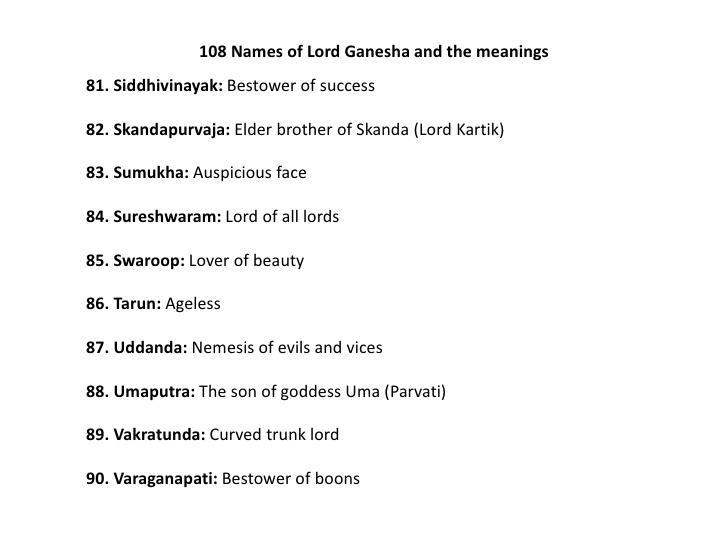 108 Names of Lord Ganesha and the meanings
81. Siddhivinayak: Bestower of success
82. Skandapurvaja: Elder brother of Skanda (Lord Kartik)
83. Sumukha: Auspicious face
84. Sureshwaram: Lord of all lords
85. Swaroop: Lover of beauty
86. Tarun: Ageless
87. Uddanda: Nemesis of evils and vices
88. Umaputra: The son of goddess Uma (Parvati)
89. Vakratunda: Curved trunk lord
90. Varaganapati: Bestower of boons